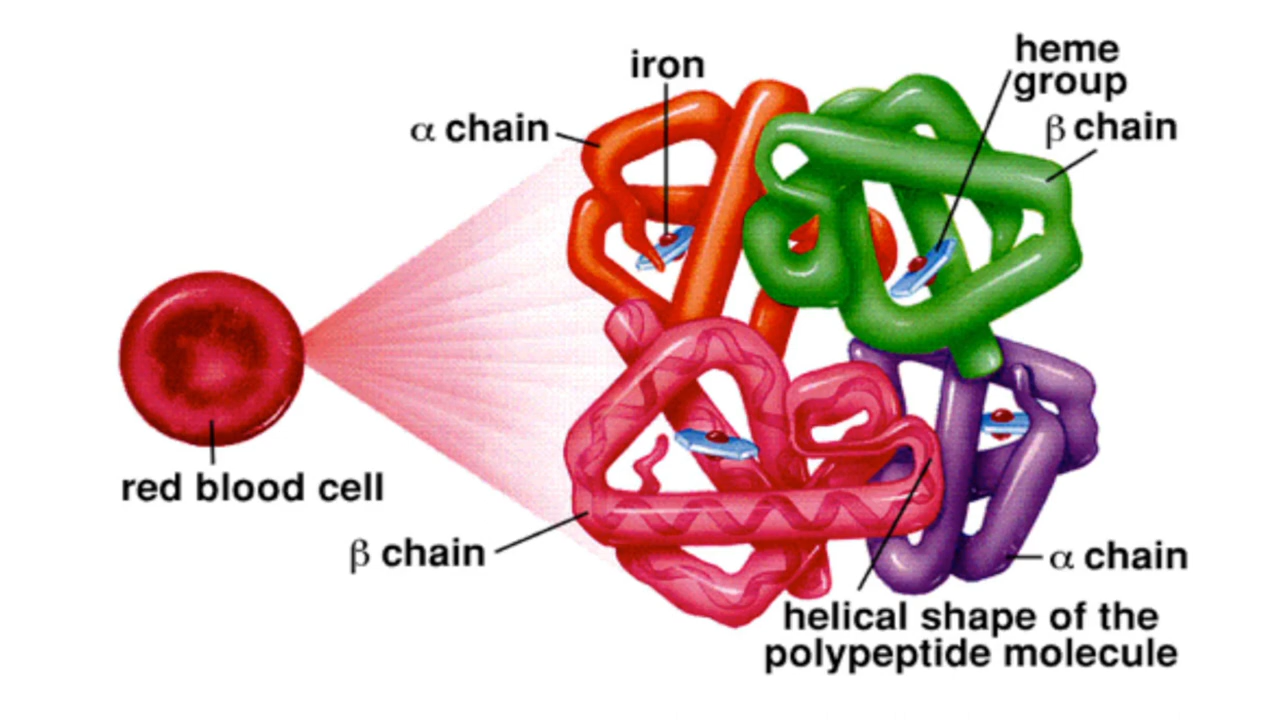 iron
heme
group
α chain
β chain
red blood cell
β chain
α chain
helical shape of the
polypeptide molecule